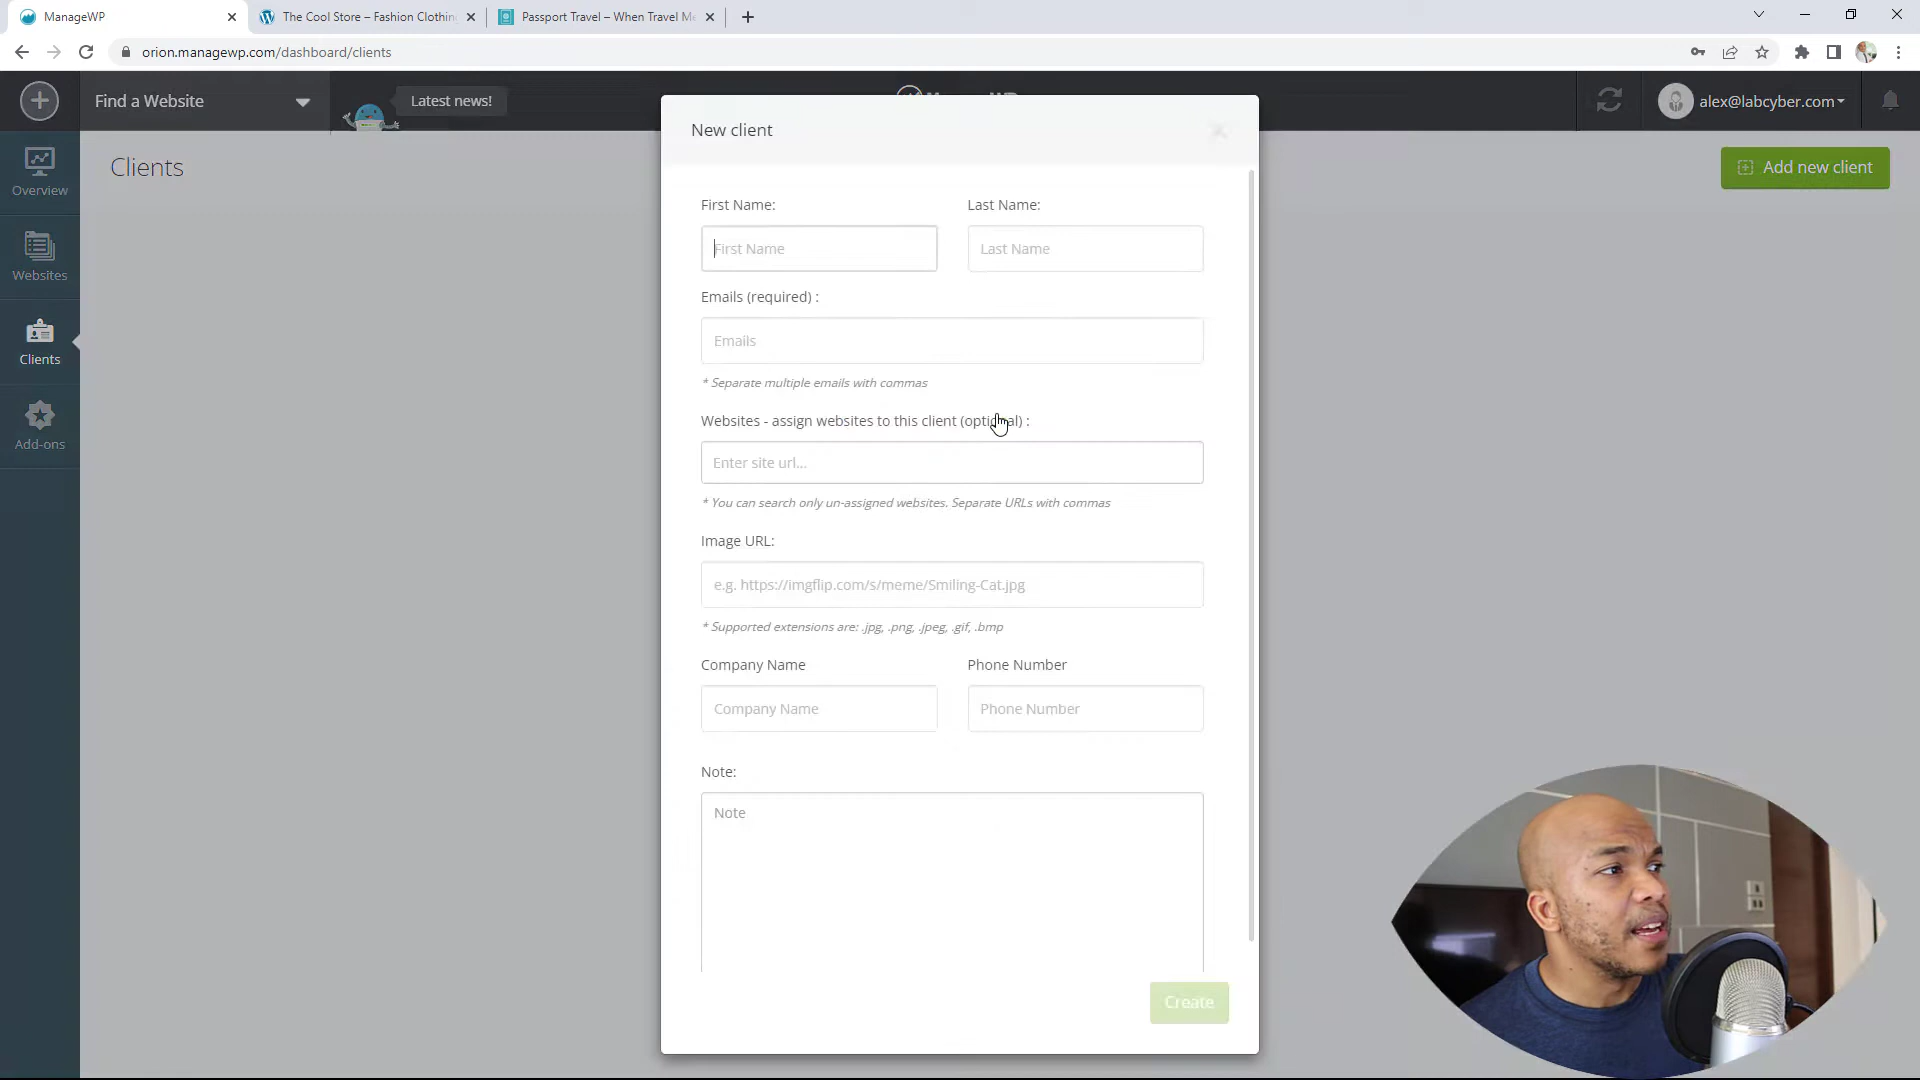 ManageWP
The Cool Store – Fashion Clothing
Passport Travel – When Travel Me
orion.managewp.com/dashboard/clients
Find a Website
Latest news!
alex@labcyber.com
Overview
Websites
Clients
Add-ons
Clients
Add new client
New client
First Name:
Last Name:
First Name
Last Name
Emails (required) :
Emails
* Separate multiple emails with commas
Websites - assign websites to this client (optional) :
Enter site url...
* You can search only un-assigned websites. Separate URLs with commas
Image URL:
e.g. https://imgflip.com/s/meme/Smiling-Cat.jpg
* Supported extensions are: .jpg, .png, .jpeg, .gif, .bmp
Company Name
Phone Number
Company Name
Phone Number
Note:
Note
Create